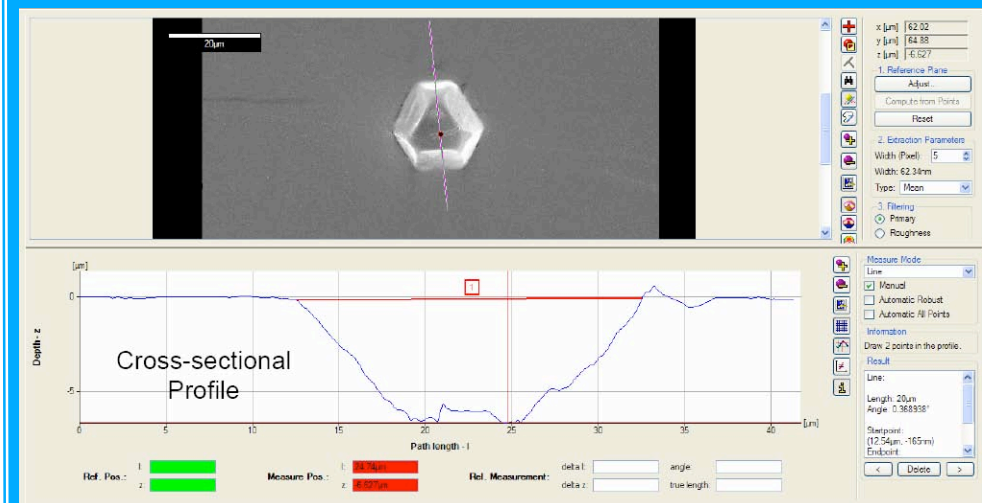 20µm
x [µm] 62.02
y [µm] 64.88
z [µm] -6.627
1. Reference Plane
Adjust...
Compute from Points
Reset
2. Extraction Parameters
Width (Pixel): 5
Width: 62.34nm
Type: Mean
3. Filtering
Primary
Roughness
[µm]
0
-5
Depth - z
1
Cross-sectional
Profile
0 5 10 15 20 25 30 35 40 [µm]
Path length - l
Ref. Pos.: l: z:
Measure Pos.: l: 24.74µm z: -6.627µm
Ref. Measurement: delta l: delta z: angle: true length:
Measure Mode
Line
Manual
Automatic Robust
Automatic All Points
Information
Draw 2 points in the profile.
Result
Line:
Length: 20µm
Angle: 0.368938°
Startpoint:
(12.54µm, -165nm)
Endpoint:
< Delete >